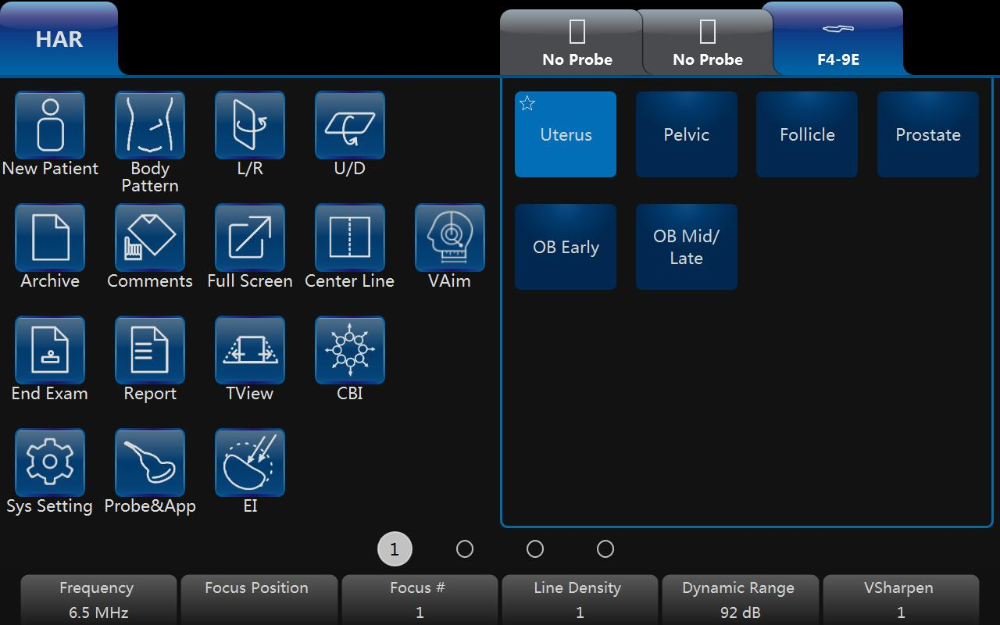 HAR
No Probe
No Probe
F4-9E
New Patient
Body
Pattern
L/R
U/D
Uterus
Pelvic
Follicle
Prostate
Archive
Comments
Full Screen
Center Line
VAim
OB Early
OB Mid/
Late
End Exam
Report
TView
CBI
Sys Setting
Probe&App
EI
1
Frequency
6.5 MHz
Focus Position
Focus #
1
Line Density
1
Dynamic Range
92 dB
VSharpen
1